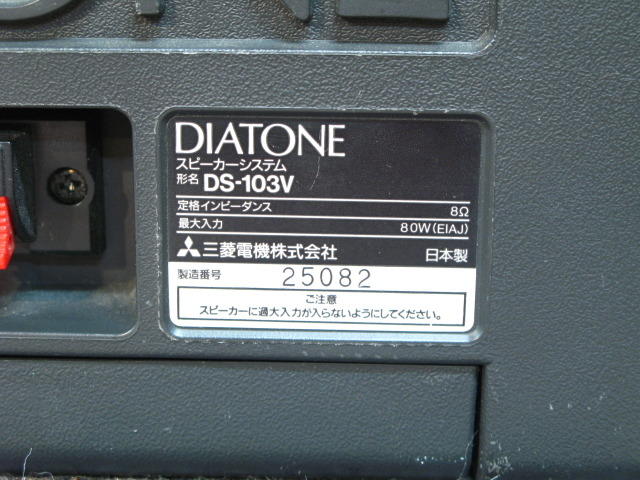 DIATONE
スピーカーシステム
形名 DS-103V
定格インピーダンス 8Ω
最大入力 80W(EIAJ)
三菱電機株式会社 日本製
製造番号 25082
ご注意
スピーカーに過大入力が入らないようにしてください。